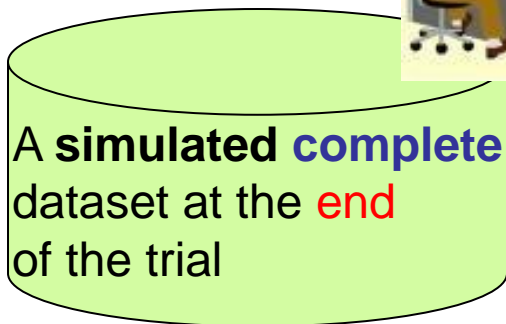 A simulated complete
dataset at the end
of the trial